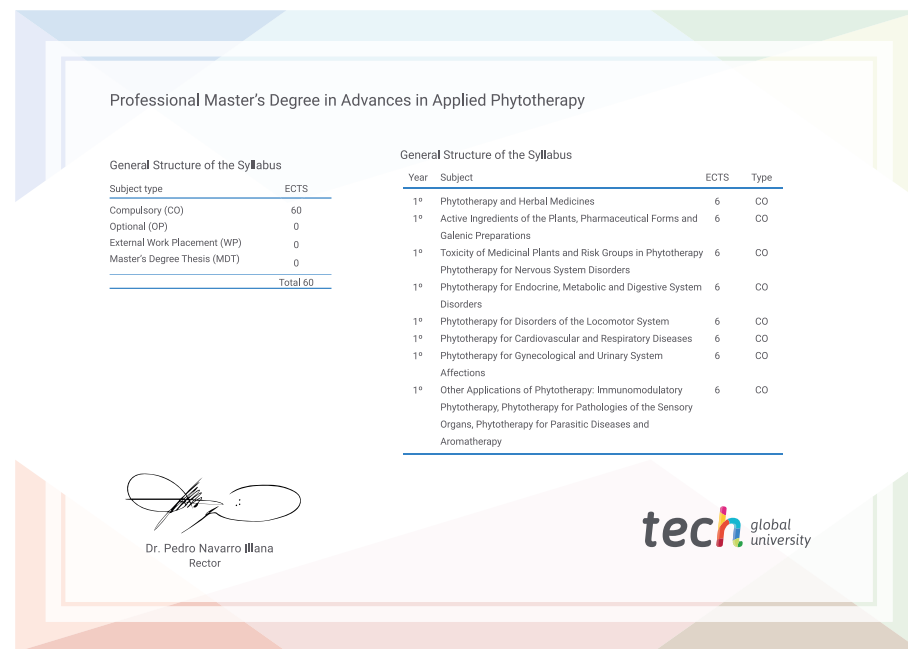 Professional Master's Degree in Advances in Applied Phytotherapy
General Structure of the Syllabus
Subject type ECTS
Compulsory (CO) 60
Optional (OP) 0
External Work Placement (WP) 0
Master's Degree Thesis (MDT) 0
Total 60
General Structure of the Syllabus
Year Subject ECTS Type
1º Phytotherapy and Herbal Medicines 6 CO
1º Active Ingredients of the Plants, Pharmaceutical Forms and 6 CO
Galenic Preparations
1º Toxicity of Medicinal Plants and Risk Groups in Phytotherapy 6 CO
Phytotherapy for Nervous System Disorders
1º Phytotherapy for Endocrine, Metabolic and Digestive System 6 CO
Disorders
1º Phytotherapy for Disorders of the Locomotor System 6 CO
1º Phytotherapy for Cardiovascular and Respiratory Diseases 6 CO
1º Phytotherapy for Gynecological and Urinary System 6 CO
Affections
1º Other Applications of Phytotherapy: Immunomodulatory 6 CO
Phytotherapy, Phytotherapy for Pathologies of the Sensory
Organs, Phytotherapy for Parasitic Diseases and
Aromatherapy
Dr. Pedro Navarro Illana
Rector
tech global
university